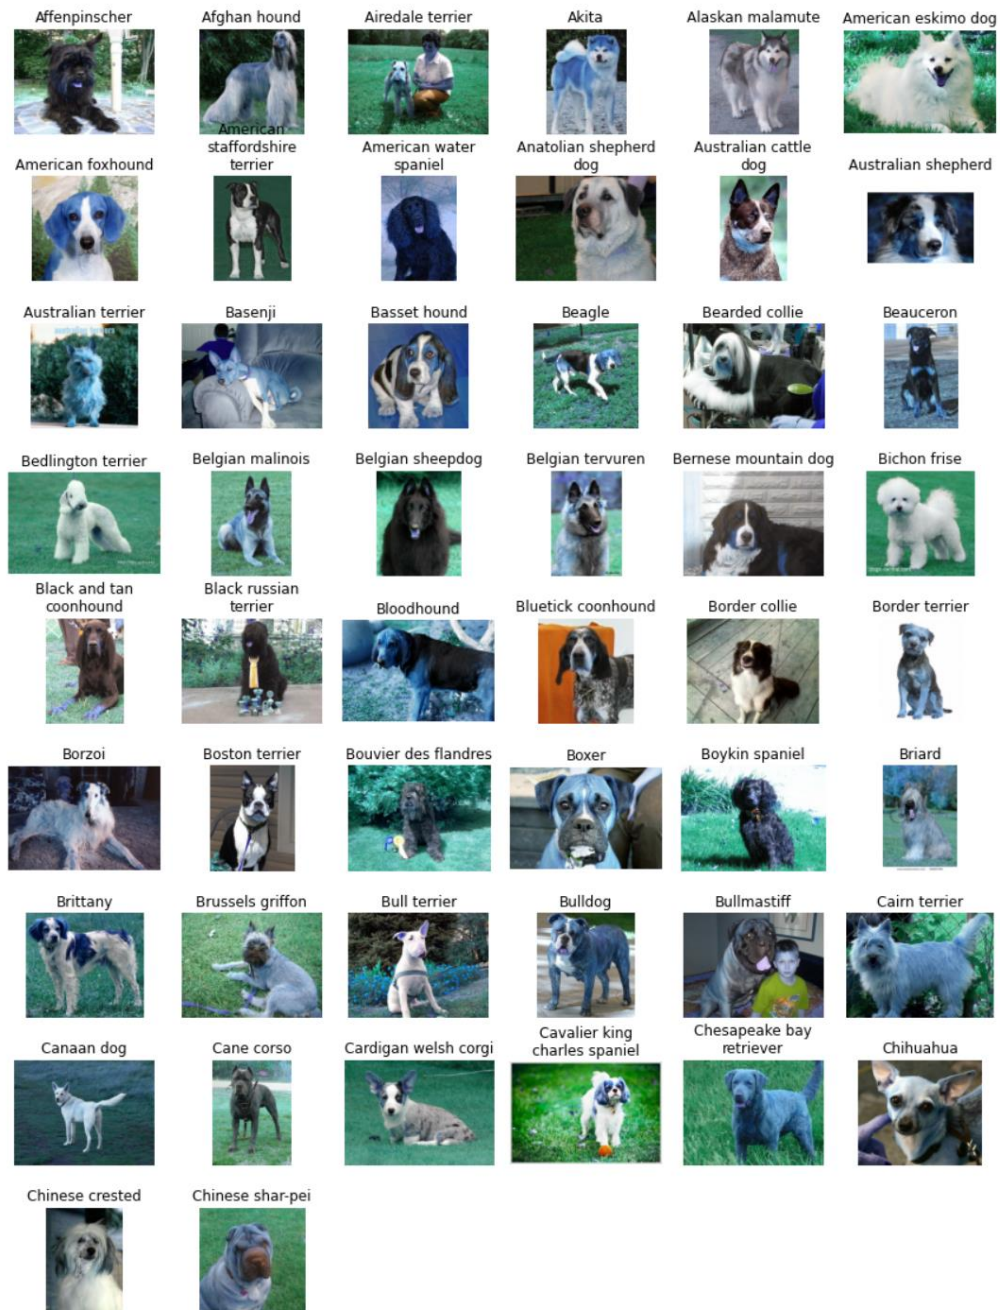 Affenpinscher
Afghan hound
Airedale terrier
Akita
Alaskan malamute
American eskimo dog
American foxhound
American
staffordshire
terrier
American water
spaniel
Anatolian shepherd
dog
Australian cattle
dog
Australian shepherd
Australian terrier
Basenji
Basset hound
Beagle
Bearded collie
Beauceron
Bedlington terrier
Belgian malinois
Belgian sheepdog
Belgian tervuren
Bernese mountain dog
Bichon frise
Black and tan
coonhound
Black russian
terrier
Bloodhound
Bluetick coonhound
Border collie
Border terrier
Borzoi
Boston terrier
Bouvier des flandres
Boxer
Boykin spaniel
Briard
Brittany
Brussels griffon
Bull terrier
Bulldog
Bullmastiff
Cairn terrier
Canaan dog
Cane corso
Cardigan welsh corgi
Cavalier king
charles spaniel
Chesapeake bay
retriever
Chihuahua
Chinese crested
Chinese shar-pei